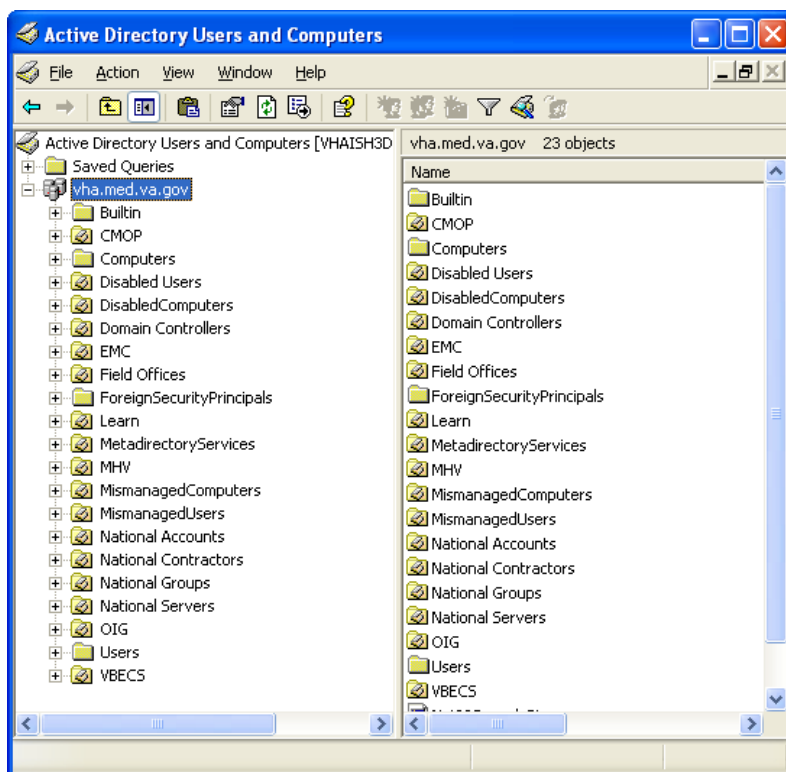 Active Directory Users and Computers
File Action View Window Help
Active Directory Users and Computers [VHAISH3D
Saved Queries
vha.med.va.gov
Builtin
CMOP
Computers
Disabled Users
DisabledComputers
Domain Controllers
EMC
Field Offices
ForeignSecurityPrincipals
Learn
MetadirectoryServices
MHV
MismanagedComputers
MismanagedUsers
National Accounts
National Contractors
National Groups
National Servers
OIG
Users
VBECS
vha.med.va.gov 23 objects
Name
Builtin
CMOP
Computers
Disabled Users
DisabledComputers
Domain Controllers
EMC
Field Offices
ForeignSecurityPrincipals
Learn
MetadirectoryServices
MHV
MismanagedComputers
MismanagedUsers
National Accounts
National Contractors
National Groups
National Servers
OIG
Users
VBECS